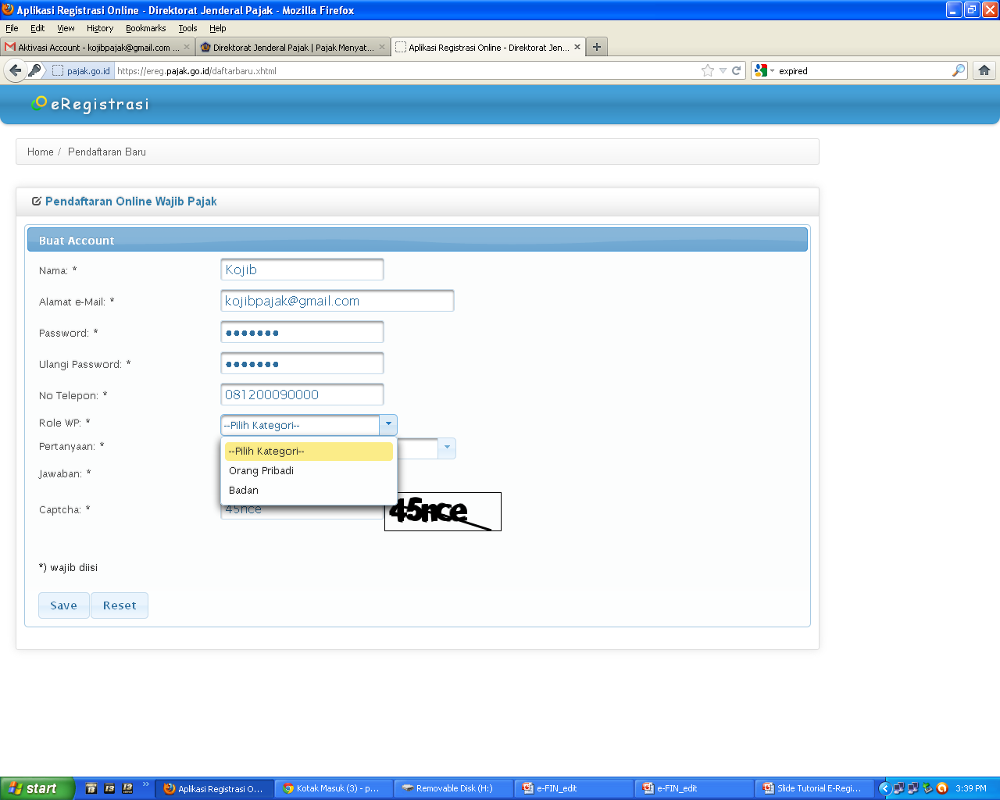 Aplikasi Registrasi Online - Direktorat Jenderal Pajak - Mozilla Firefox
File Edit View History Bookmarks Tools Help
Aktivasi Account - kojibpajak@gmail.com ... Direktorat Jenderal Pajak | Pajak Menyat... Aplikasi Registrasi Online - Direktorat Jen...
pajak.go.id https://ereg.pajak.go.id/daftarbaru.xhtml expired
eRegistrasi
Home / Pendaftaran Baru
Pendaftaran Online Wajib Pajak
Buat Account
Nama: * Kojib
Alamat e-Mail: * kojibpajak@gmail.com
Password: * •••••••
Ulangi Password: * •••••••
No Telepon: * 081200090000
Role WP: * --Pilih Kategori--
Pertanyaan: * --Pilih Kategori--
Orang Pribadi
Jawaban: *
Badan
Captcha: * 45nce 45nce
*) wajib diisi
Save Reset
start Aplikasi Registrasi O... Kotak Masuk (3) - p... Removable Disk (H:) e-FIN_edit e-FIN_edit Slide Tutorial E-Regi... 3:39 PM